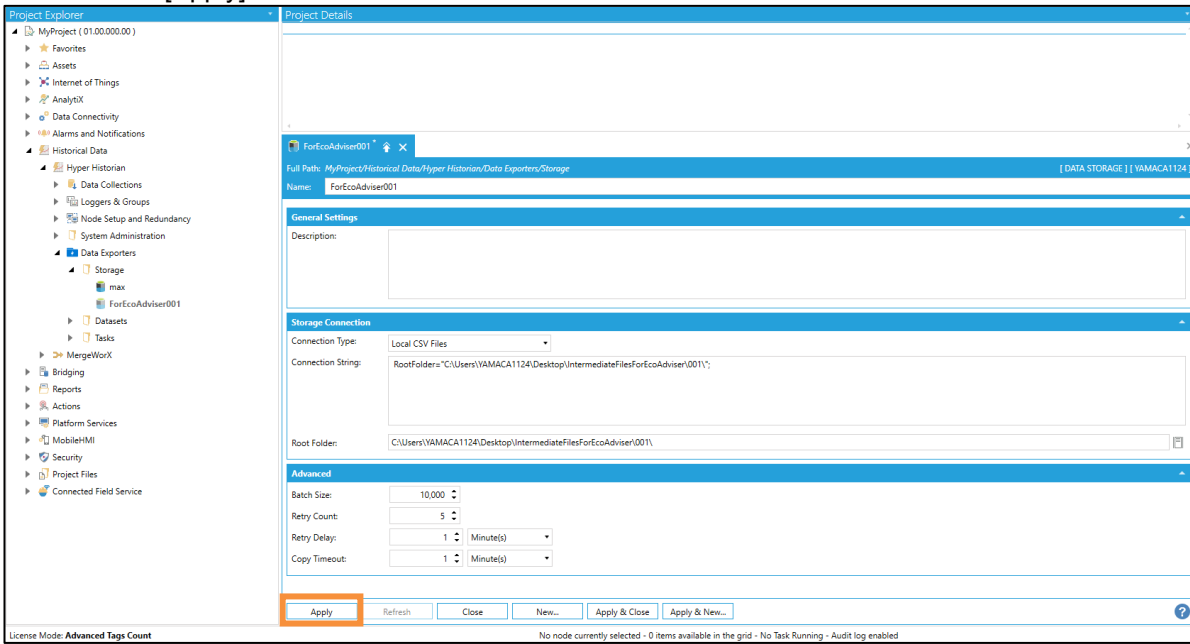 Project Explorer
MyProject ( 01.00.000.00 )
Favorites
Assets
Internet of Things
AnalytiX
Data Connectivity
Alarms and Notifications
Historical Data
Hyper Historian
Data Collections
Loggers & Groups
Node Setup and Redundancy
System Administration
Data Exporters
Storage
max
ForEcoAdviser001
Datasets
Tasks
MergeWorX
Bridging
Reports
Actions
Platform Services
MobileHMI
Security
Project Files
Connected Field Service
Project Details
ForEcoAdviser001*
Full Path: MyProject/Historical Data/Hyper Historian/Data Exporters/Storage [ DATA STORAGE ] [ YAMACA1124 ]
Name: ForEcoAdviser001
General Settings
Description:
Storage Connection
Connection Type: Local CSV Files
Connection String: RootFolder="C:\Users\YAMACA1124\Desktop\IntermediateFilesForEcoAdviser\001\";
Root Folder: C:\Users\YAMACA1124\Desktop\IntermediateFilesForEcoAdviser\001\
Advanced
Batch Size: 10,000
Retry Count: 5
Retry Delay: 1 Minute(s)
Copy Timeout: 1 Minute(s)
Apply Refresh Close New... Apply & Close Apply & New... ?
License Mode: Advanced Tags Count No node currently selected - 0 items available in the grid - No Task Running - Audit log enabled